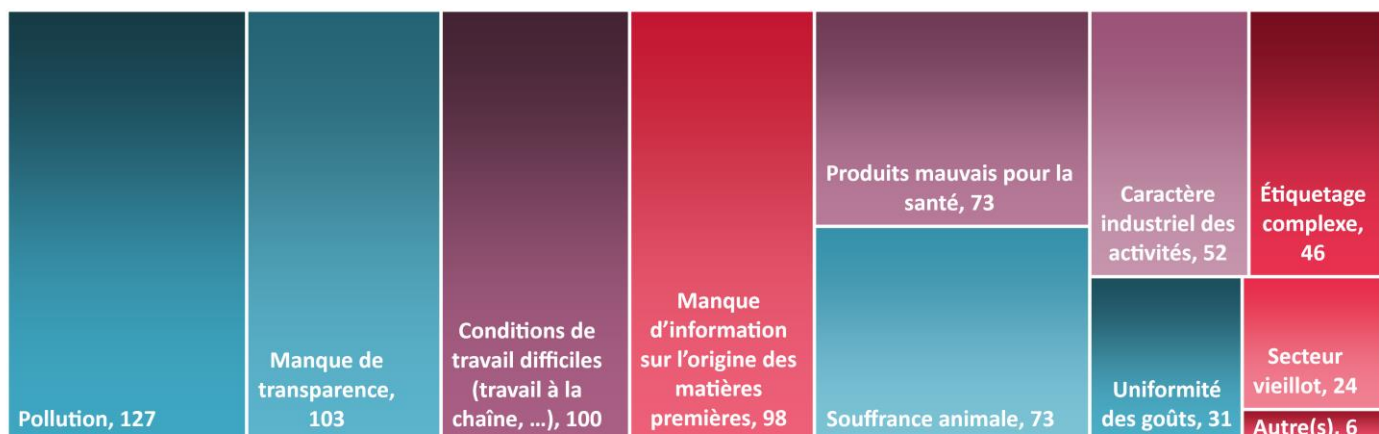 Pollution, 127
Manque de
transparence,
103
Conditions de
travail difficiles
(travail à la
chaîne, ...), 100
Manque
d'information
sur l'origine des
matières
premières, 98
Produits mauvais pour la
santé, 73
Souffrance animale, 73
Caractère
industriel des
activités, 52
Étiquetage
complexe,
46
Uniformité
des goûts, 31
Secteur
vieillot, 24
Autre(s), 6